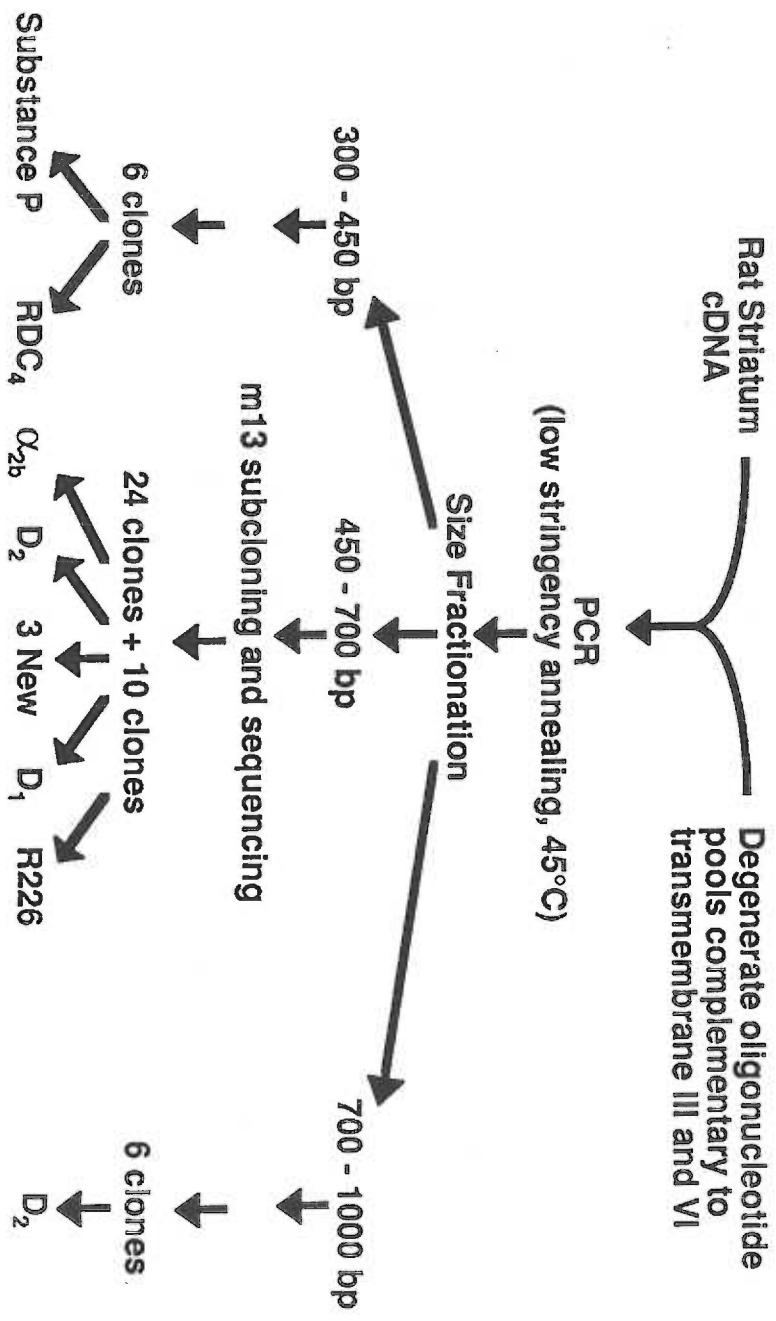 Rat Striatum
cDNA
Degenerate oligonucleotide
pools complementary to
transmembrane III and VI
PCR
(low stringency annealing, 45°C)
Size Fractionation
300 - 450 bp
450 - 700 bp
700 - 1000 bp
m13 subcloning and sequencing
6 clones
24 clones + 10 clones
6 clones
Substance P
RDC₄
α₂b
D₂
3 New
D₁
R226
D₂